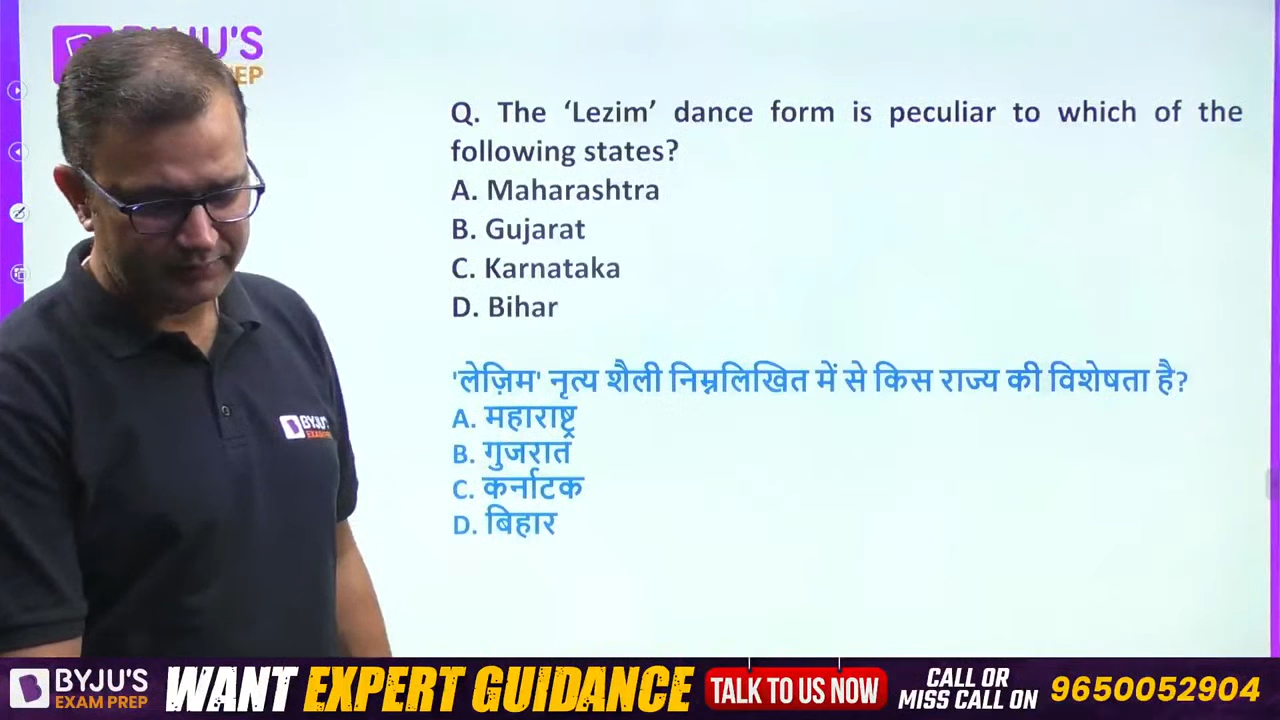 BYJU'S
EP
Q. The ‘Lezim’ dance form is peculiar to which of the
following states?
A. Maharashtra
B. Gujarat
C. Karnataka
D. Bihar
'लेज़िम' नृत्य शैली निम्नलिखित में से किस राज्य की विशेषता है?
A. महाराष्ट्र
B. गुजरात
C. कर्नाटक
D. बिहार
BYJU'S
BYJU'S
EXAM PREP
WANT EXPERT GUIDANCE
TALK TO US NOW
CALL OR
MISS CALL ON
9650052904